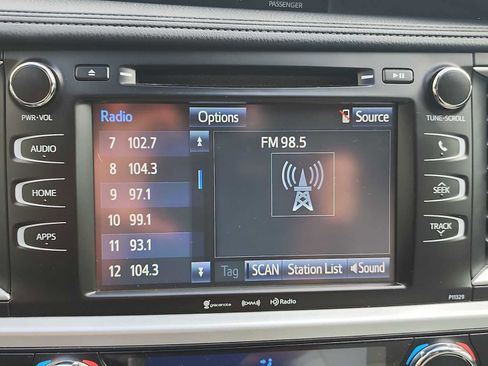 PASSENGER
PWR•VOL
TUNE•SCROLL
Radio Options Source
7 102.7
8 104.3
9 97.1
10 99.1
11 93.1
12 104.3
FM 98.5
Tag SCAN Station List Sound
AUDIO
HOME
APPS
SEEK
TRACK
gracenote
HD Radio
P11329